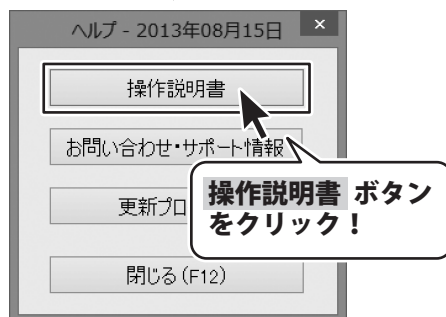 ヘルプ - 2013年08月15日
×
操作説明書
お問い合わせ・サポート情報
更新プロ
操作説明書 ボタン
をクリック！
閉じる(F12)